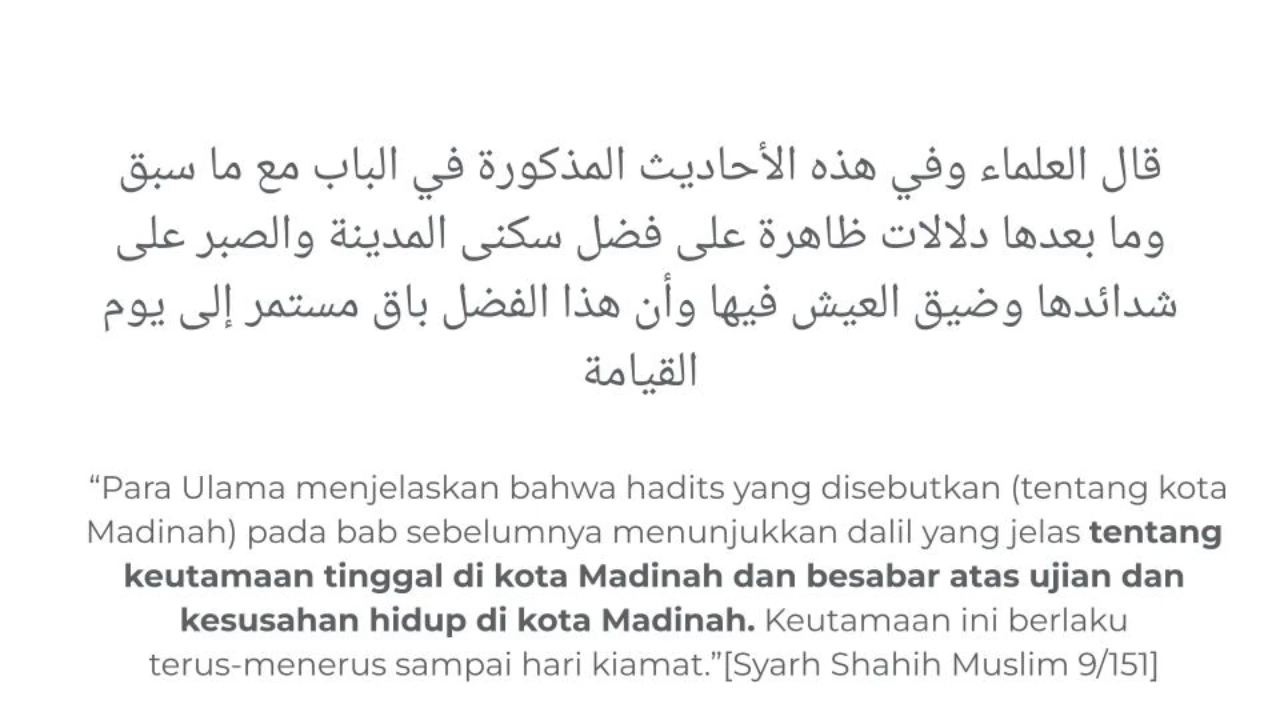 قال العلماء وفي هذه الأحاديث المذكورة في الباب مع ما سبق
وما بعدها دلالات ظاهرة على فضل سكنى المدينة والصبر على
شدائدها وضيق العيش فيها وأن هذا الفضل باق مستمر إلى يوم
القيامة
“Para Ulama menjelaskan bahwa hadits yang disebutkan (tentang kota
Madinah) pada bab sebelumnya menunjukkan dalil yang jelas tentang
keutamaan tinggal di kota Madinah dan besabar atas ujian dan
kesusahan hidup di kota Madinah. Keutamaan ini berlaku
terus-menerus sampai hari kiamat.”[Syarh Shahih Muslim 9/151]